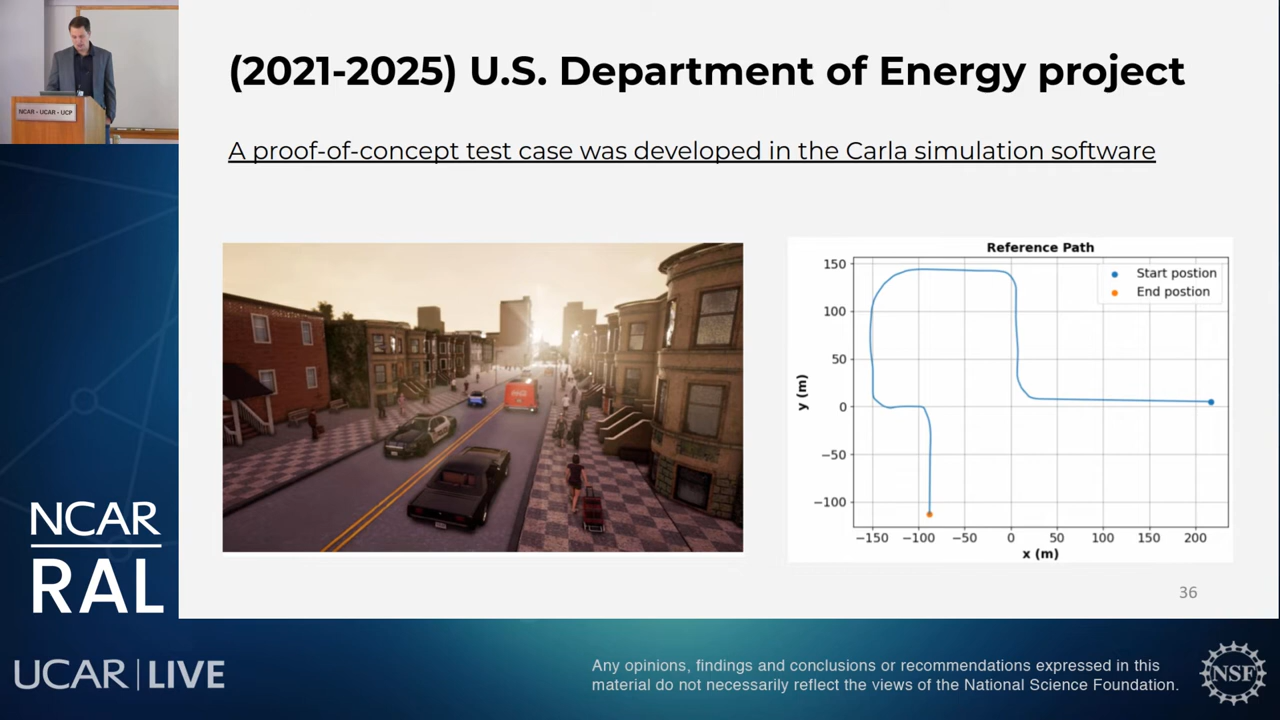 (2021-2025) U.S. Department of Energy project
A proof-of-concept test case was developed in the Carla simulation software
NCAR - UCAR - UCP
Reference Path
Start postion
End postion
150
100
50
0
−50
−100
y (m)
−150 −100 −50 0 50 100 150 200
x (m)
36
NCAR
RAL
UCAR | LIVE
Any opinions, findings and conclusions or recommendations expressed in this
material do not necessarily reflect the views of the National Science Foundation.
NSF